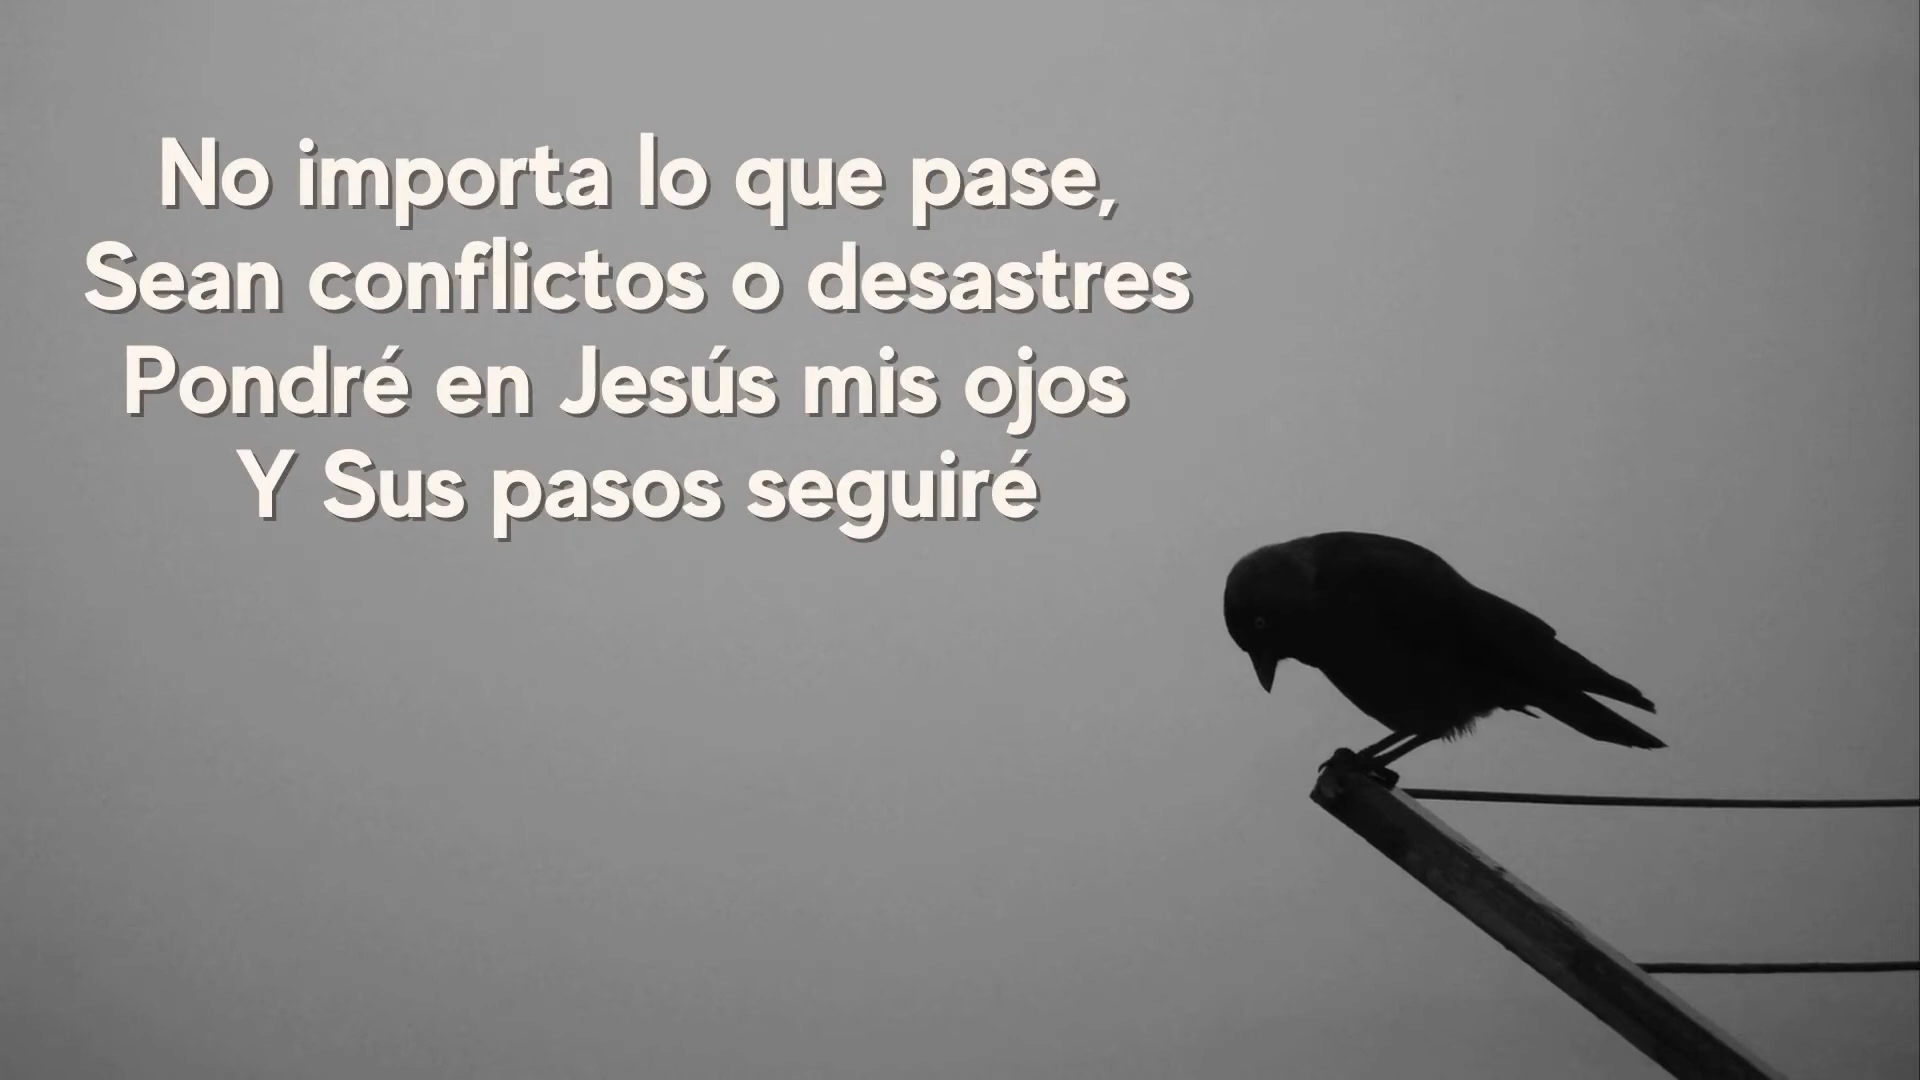 No importa lo que pase,
Sean conflictos o desastres
Pondré en Jesús mis ojos
Y Sus pasos seguiré